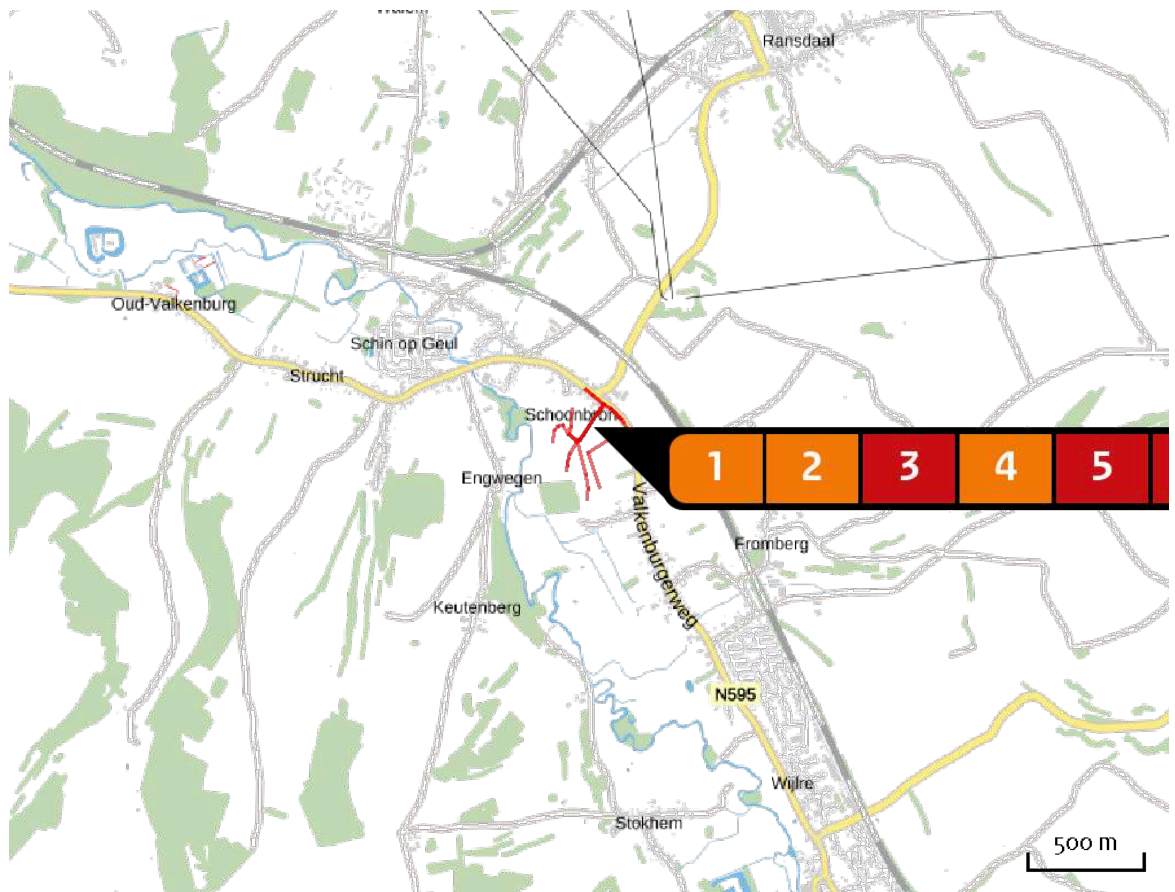 Ransdaal
Oud-Valkenburg
Schin op Geul
Strucht
Schoonbron
1 2 3 4 5
Engwegen
Valkenburgerweg
Fromberg
Keutenberg
N595
Wijlre
Stokhem
500 m